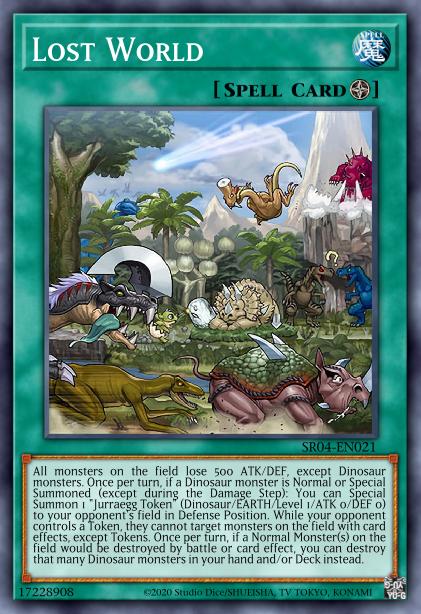 LOST WORLD
SPELL
魔
[SPELL CARD]
?
SR04-EN021
All monsters on the field lose 500 ATK/DEF, except Dinosaur
monsters. Once per turn, if a Dinosaur monster is Normal or Special
Summoned (except during the Damage Step): You can Special
Summon 1 "Jurraegg Token" (Dinosaur/EARTH/Level 1/ATK 0/DEF 0)
to your opponent's field in Defense Position. While your opponent
controls a Token, they cannot target monsters on the field with card
effects, except Tokens. Once per turn, if a Normal Monster(s) on the
field would be destroyed by battle or card effect, you can destroy
that many Dinosaur monsters in your hand and/or Deck instead.
17228908
©2020 Studio Dice/SHUEISHA, TV TOKYO, KONAMI